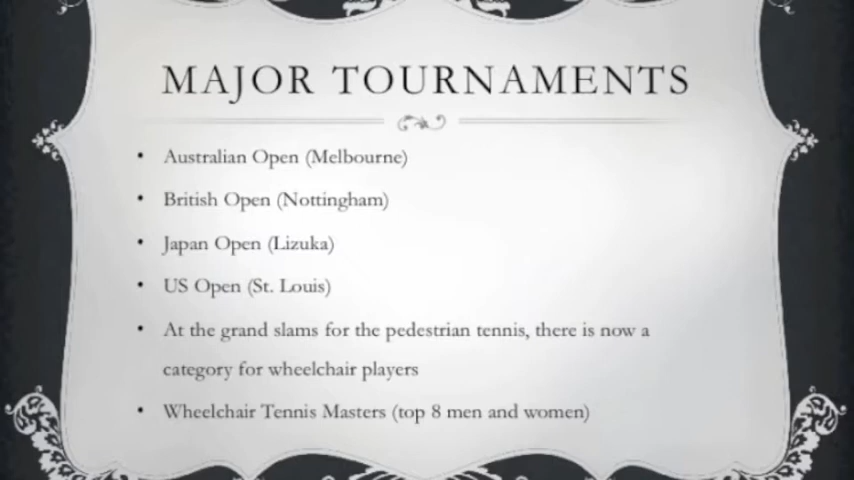 MAJOR TOURNAMENTS
• Australian Open (Melbourne)
• British Open (Nottingham)
• Japan Open (Lizuka)
• US Open (St. Louis)
• At the grand slams for the pedestrian tennis, there is now a
category for wheelchair players
• Wheelchair Tennis Masters (top 8 men and women)